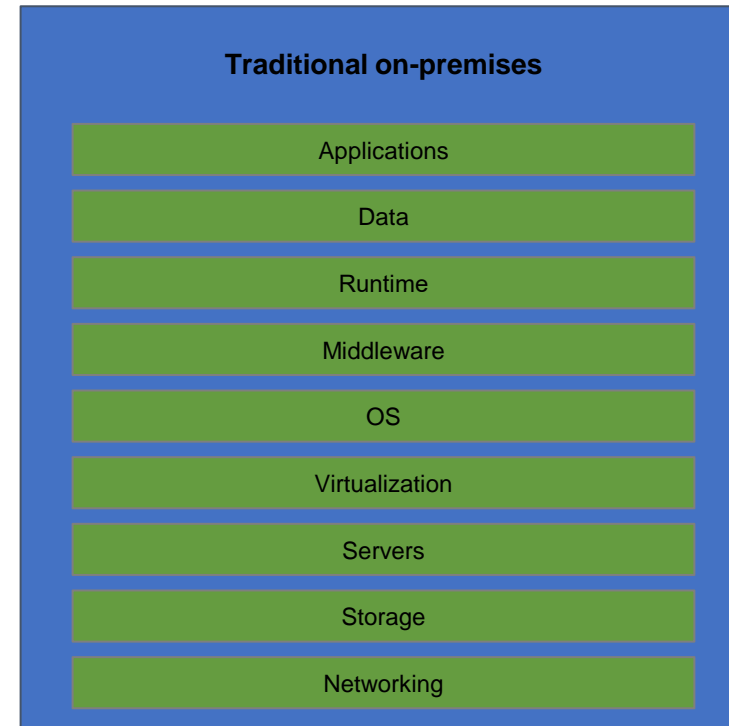 Traditional on-premises
Applications
Data
Runtime
Middleware
OS
Virtualization
Servers
Storage
Networking